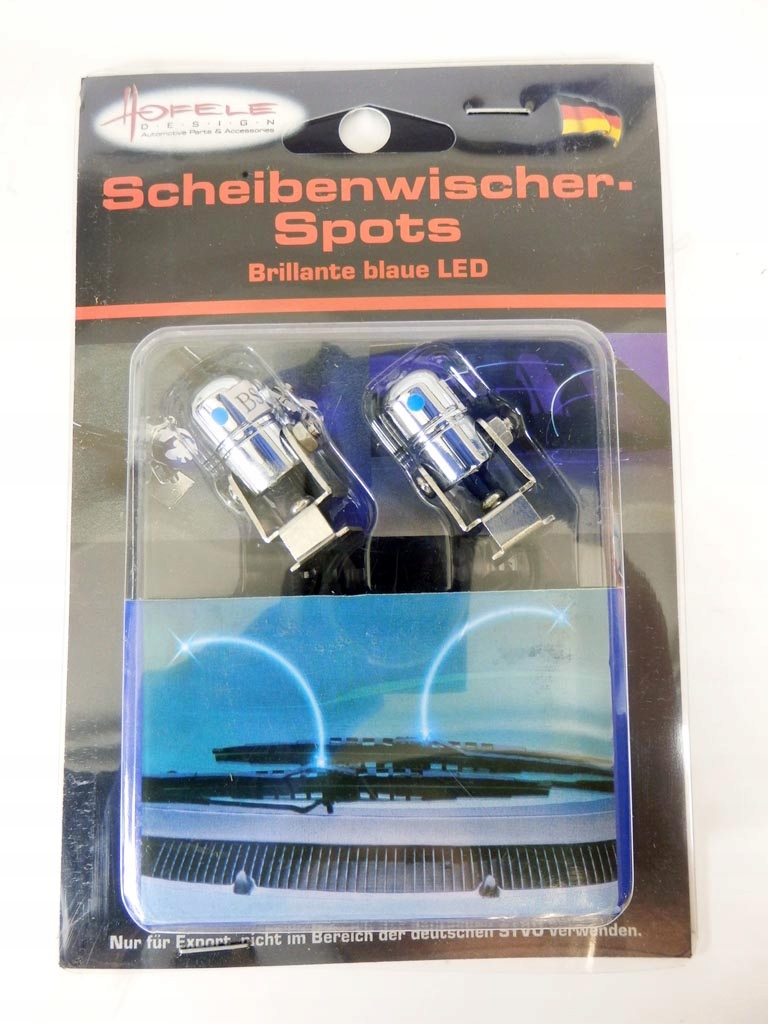 HOFELE
D·E·S·I·G·N
Automotive Parts & Accessories
Scheibenwischer-
Spots
Brillante blaue LED
BS
Nur für Export, nicht im Bereich der deutschen STVO verwenden.